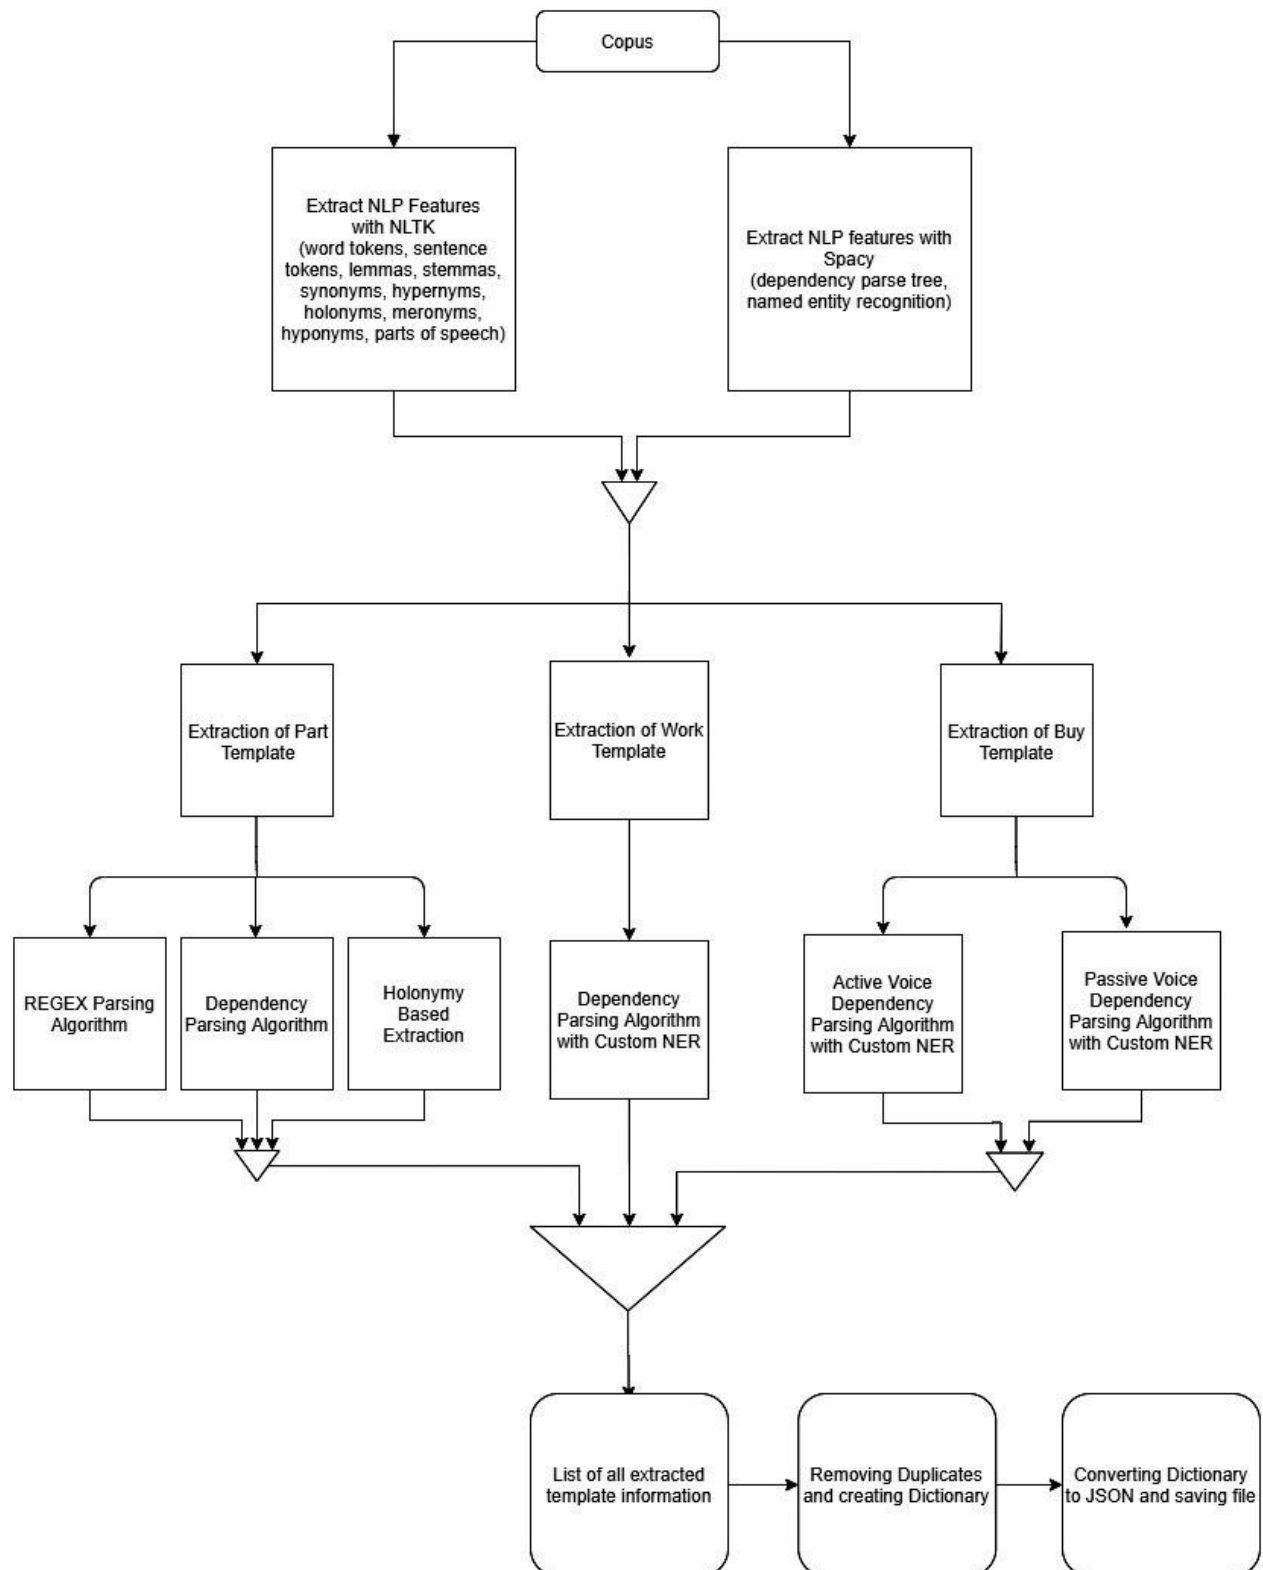 Copus
Extract NLP Features
with NLTK
(word tokens, sentence
tokens, lemmas, stemmas,
synonyms, hypernyms,
holonyms, meronyms,
hyponyms, parts of speech)
Extract NLP features with
Spacy
(dependency parse tree,
named entity recognition)
Extraction of Part
Template
Extraction of Work
Template
Extraction of Buy
Template
REGEX Parsing
Algorithm
Dependency
Parsing Algorithm
Holonymy
Based
Extraction
Dependency
Parsing Algorithm
with Custom NER
Active Voice
Dependency
Parsing Algorithm
with Custom NER
Passive Voice
Dependency
Parsing Algorithm
with Custom NER
List of all extracted
template information
Removing Duplicates
and creating Dictionary
Converting Dictionary
to JSON and saving file